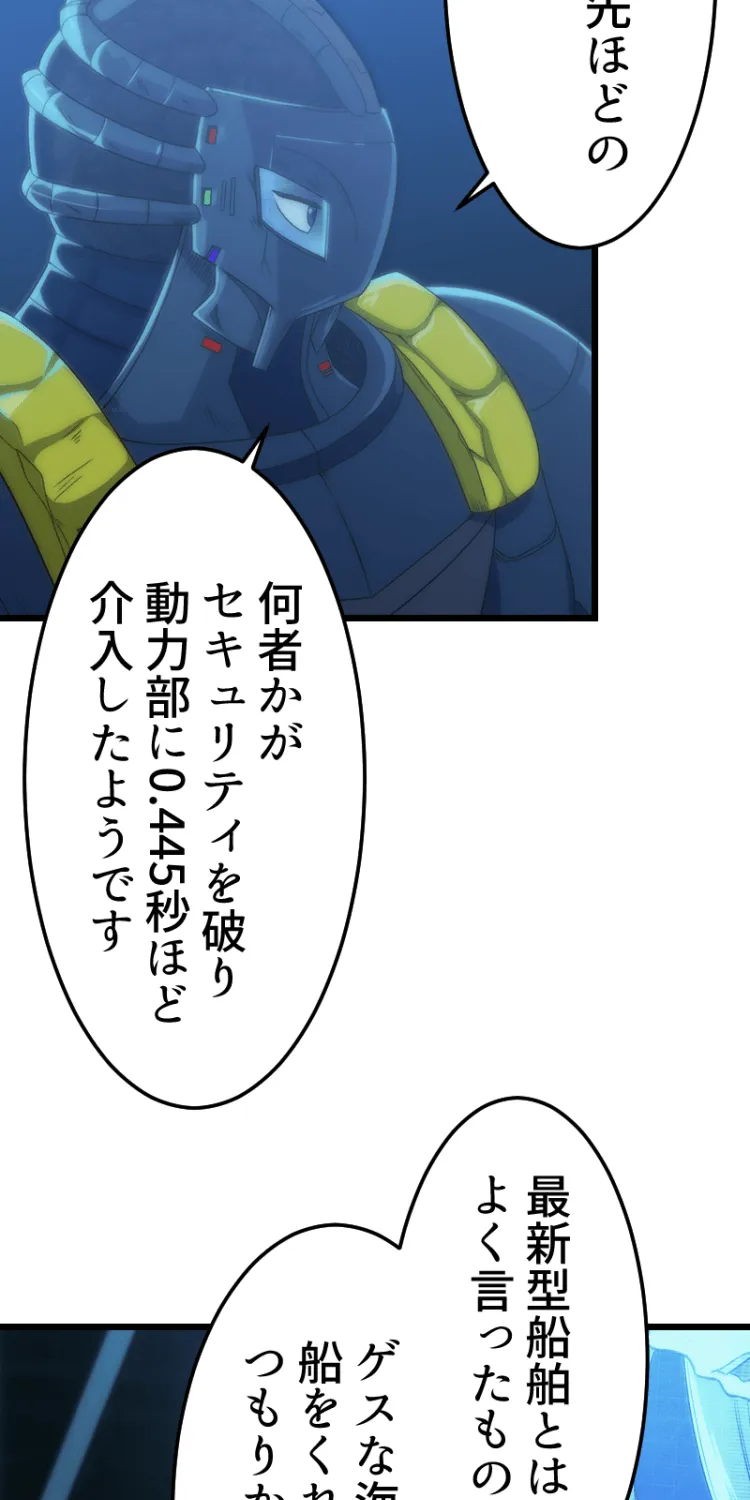 先ほどの
何者かが
セキュリティを破り
動力部に0.445秒ほど
介入したようです
最新型船舶とは
よく言ったもの
ゲスな海
船をくれ
つもりか